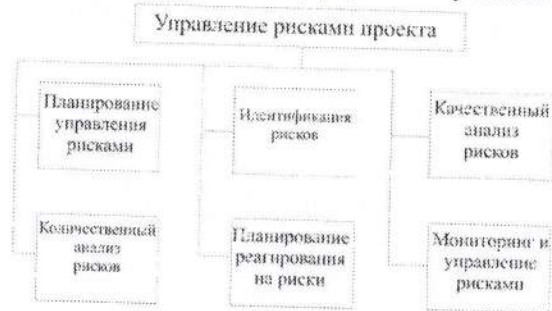 Управление рисками проекта
Планирование
управления
рисками
Идентификация
рисков
Качественный
анализ
рисков
Количественный
анализ
рисков
Планирование
реагирования
на риски
Мониторинг и
управление
рисками